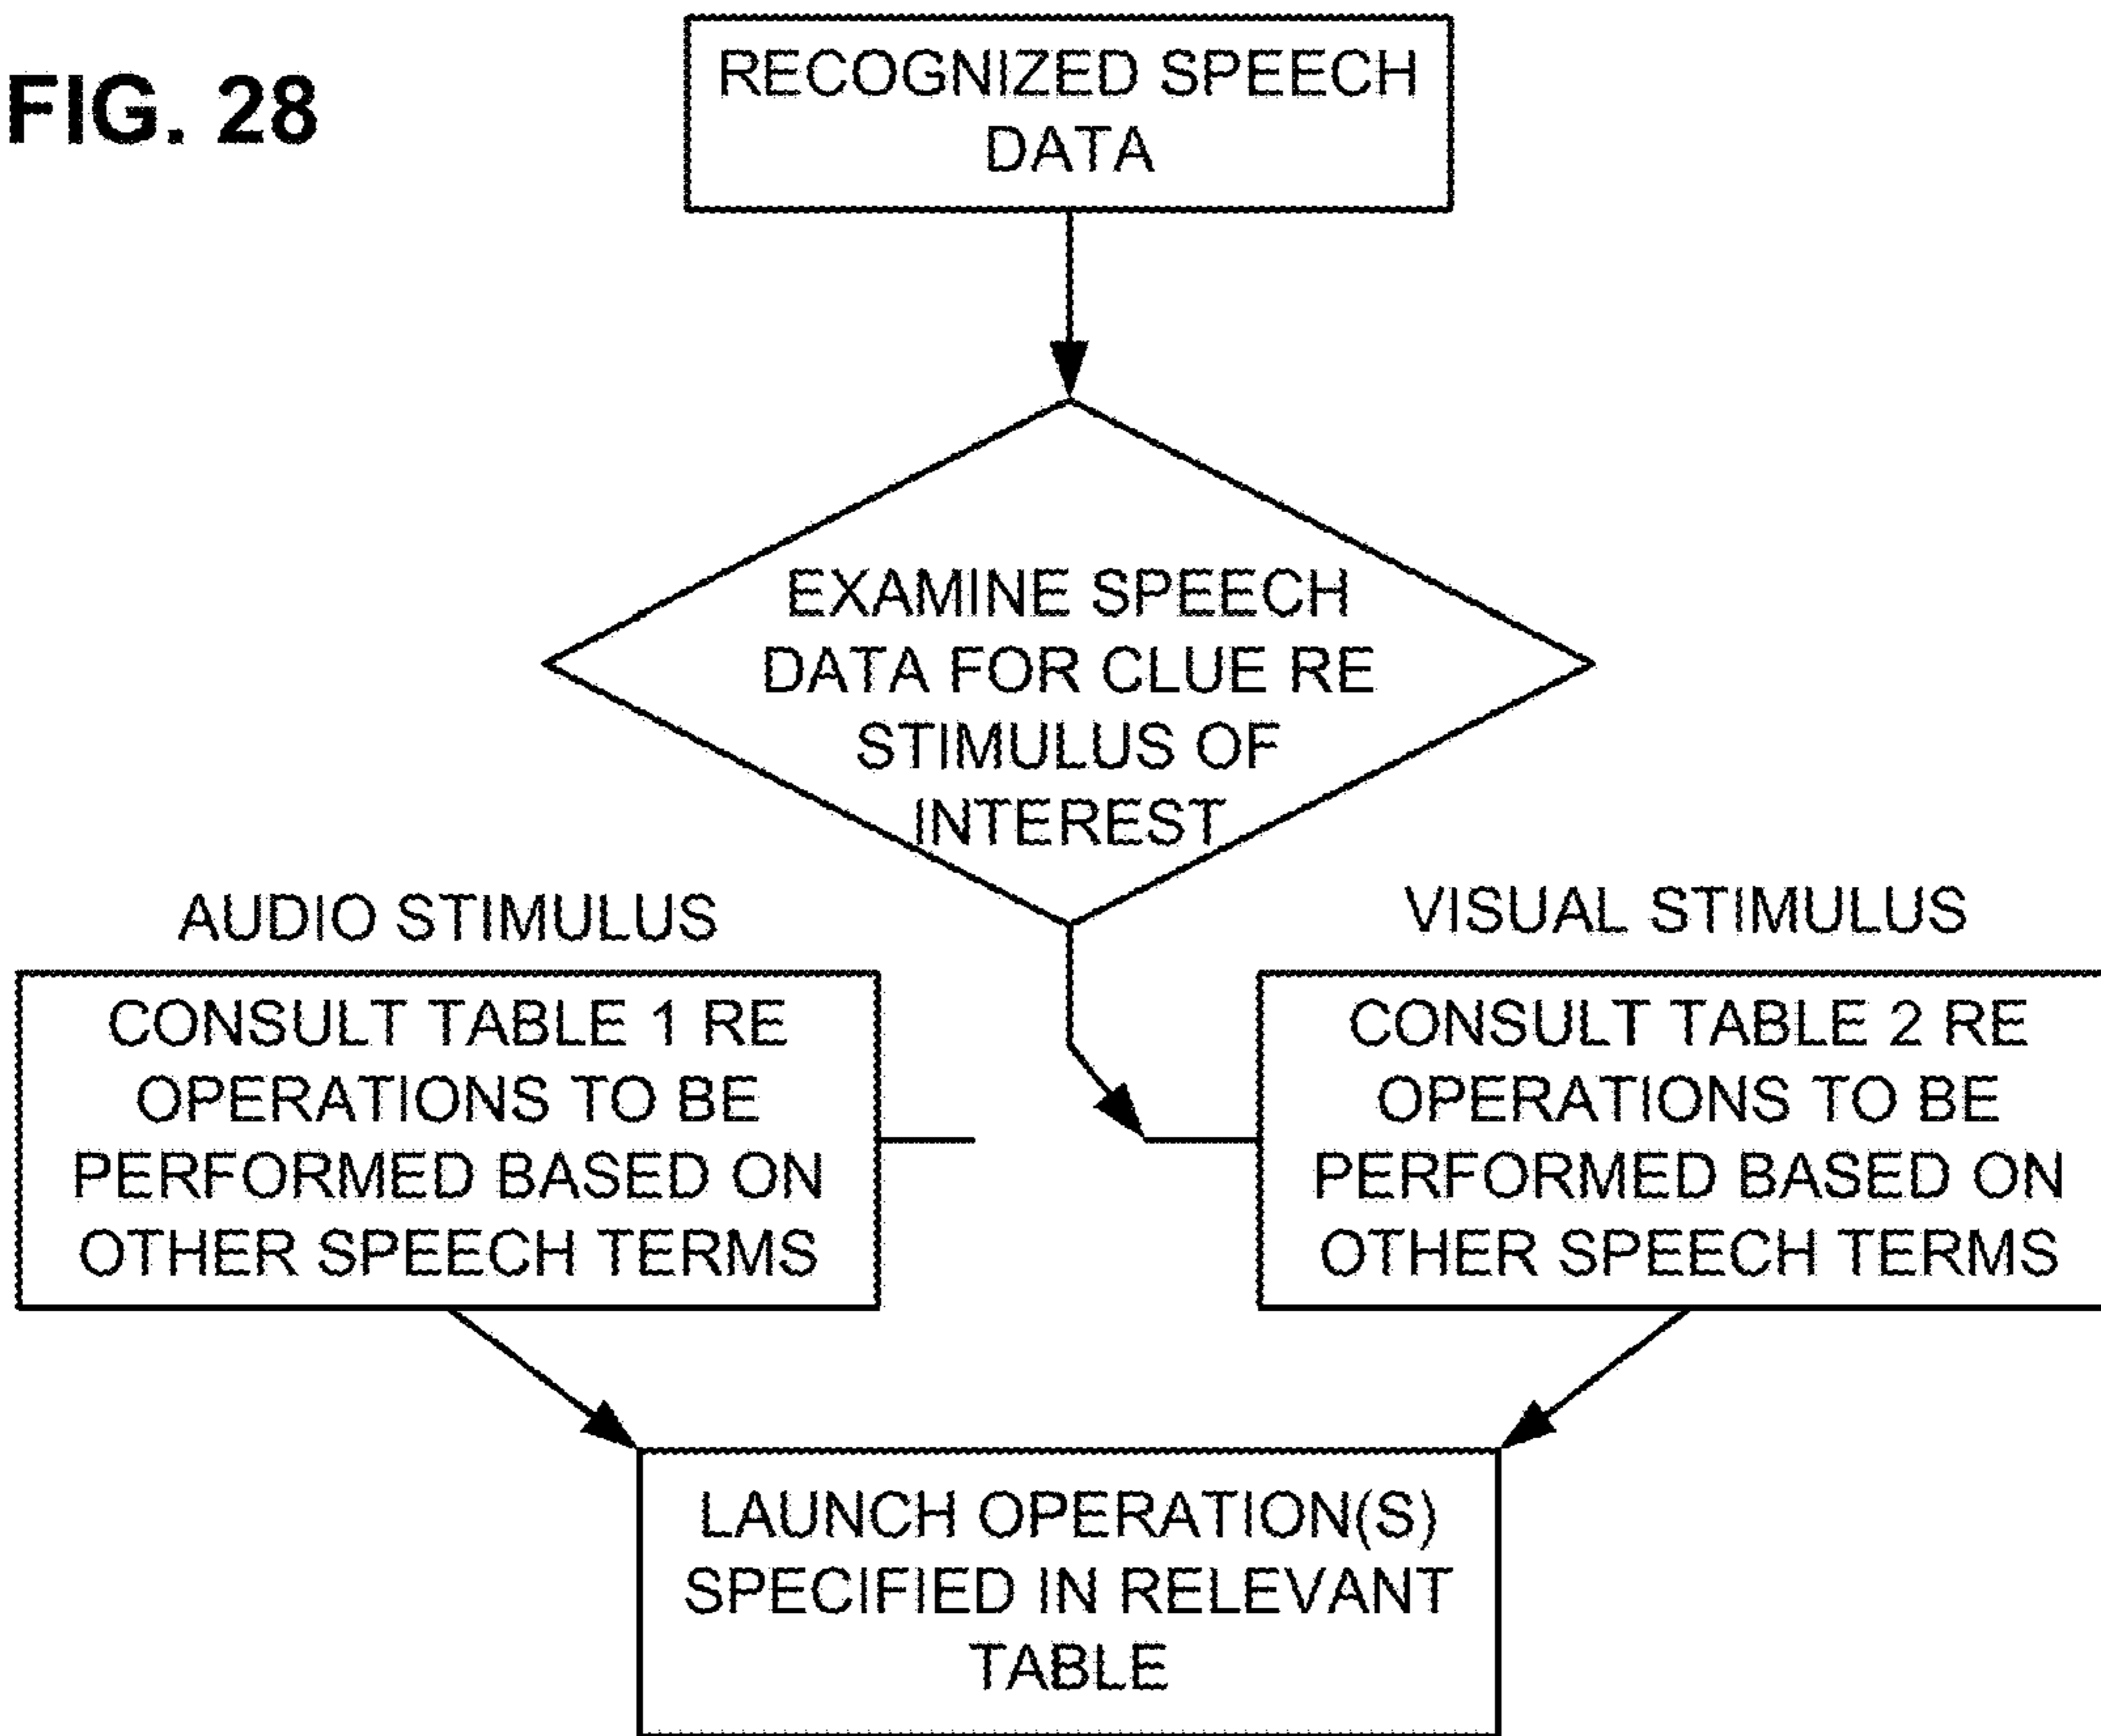 FIG. 28
RECOGNIZED SPEECH
DATA
EXAMINE SPEECH
DATA FOR CLUE RE
STIMULUS OF
INTEREST
AUDIO STIMULUS
CONSULT TABLE 1 RE
OPERATIONS TO BE
PERFORMED BASED ON
OTHER SPEECH TERMS
VISUAL STIMULUS
CONSULT TABLE 2 RE
OPERATIONS TO BE
PERFORMED BASED ON
OTHER SPEECH TERMS
LAUNCH OPERATION(S)
SPECIFIED IN RELEVANT
TABLE